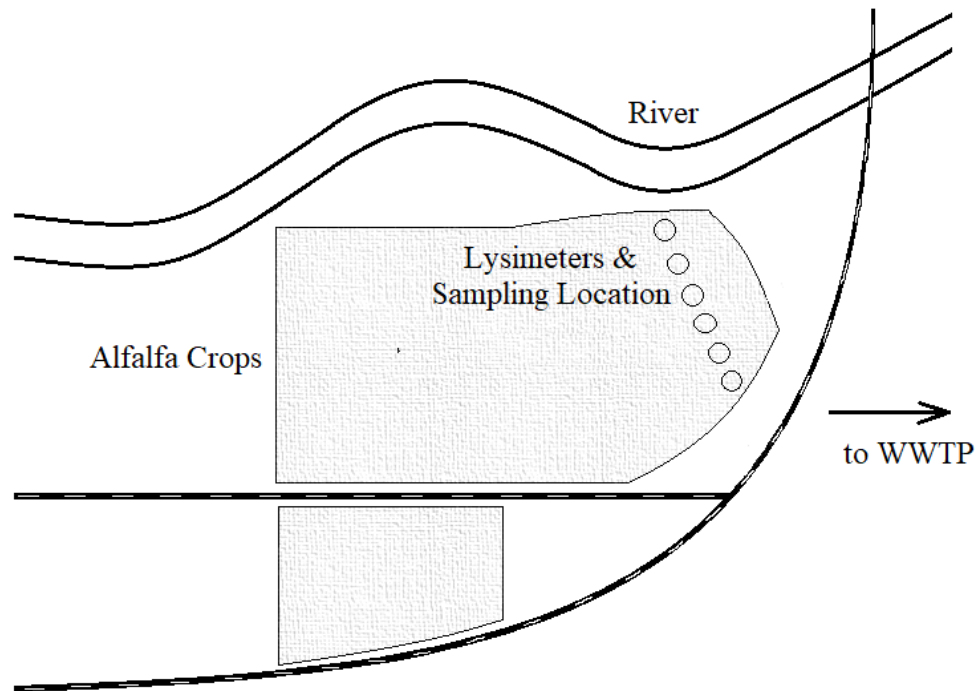 River
Lysimeters &
Sampling Location
Alfalfa Crops
to WWTP